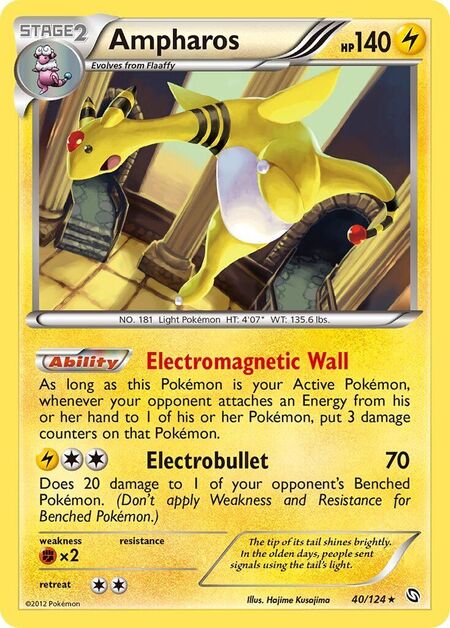 STAGE2
Ampharos
HP140
Evolves from Flaaffy
NO. 181 Light Pokémon HT: 4'07" WT: 135.6 lbs.
Ability Electromagnetic Wall
As long as this Pokémon is your Active Pokémon,
whenever your opponent attaches an Energy from his
or her hand to 1 of his or her Pokémon, put 3 damage
counters on that Pokémon.
Electrobullet 70
Does 20 damage to 1 of your opponent's Benched
Pokémon. (Don't apply Weakness and Resistance for
Benched Pokémon.)
weakness resistance
×2
The tip of its tail shines brightly.
In the olden days, people sent
signals using the tail's light.
retreat
©2012 Pokémon
Illus. Hajime Kusajima
40/124 ★